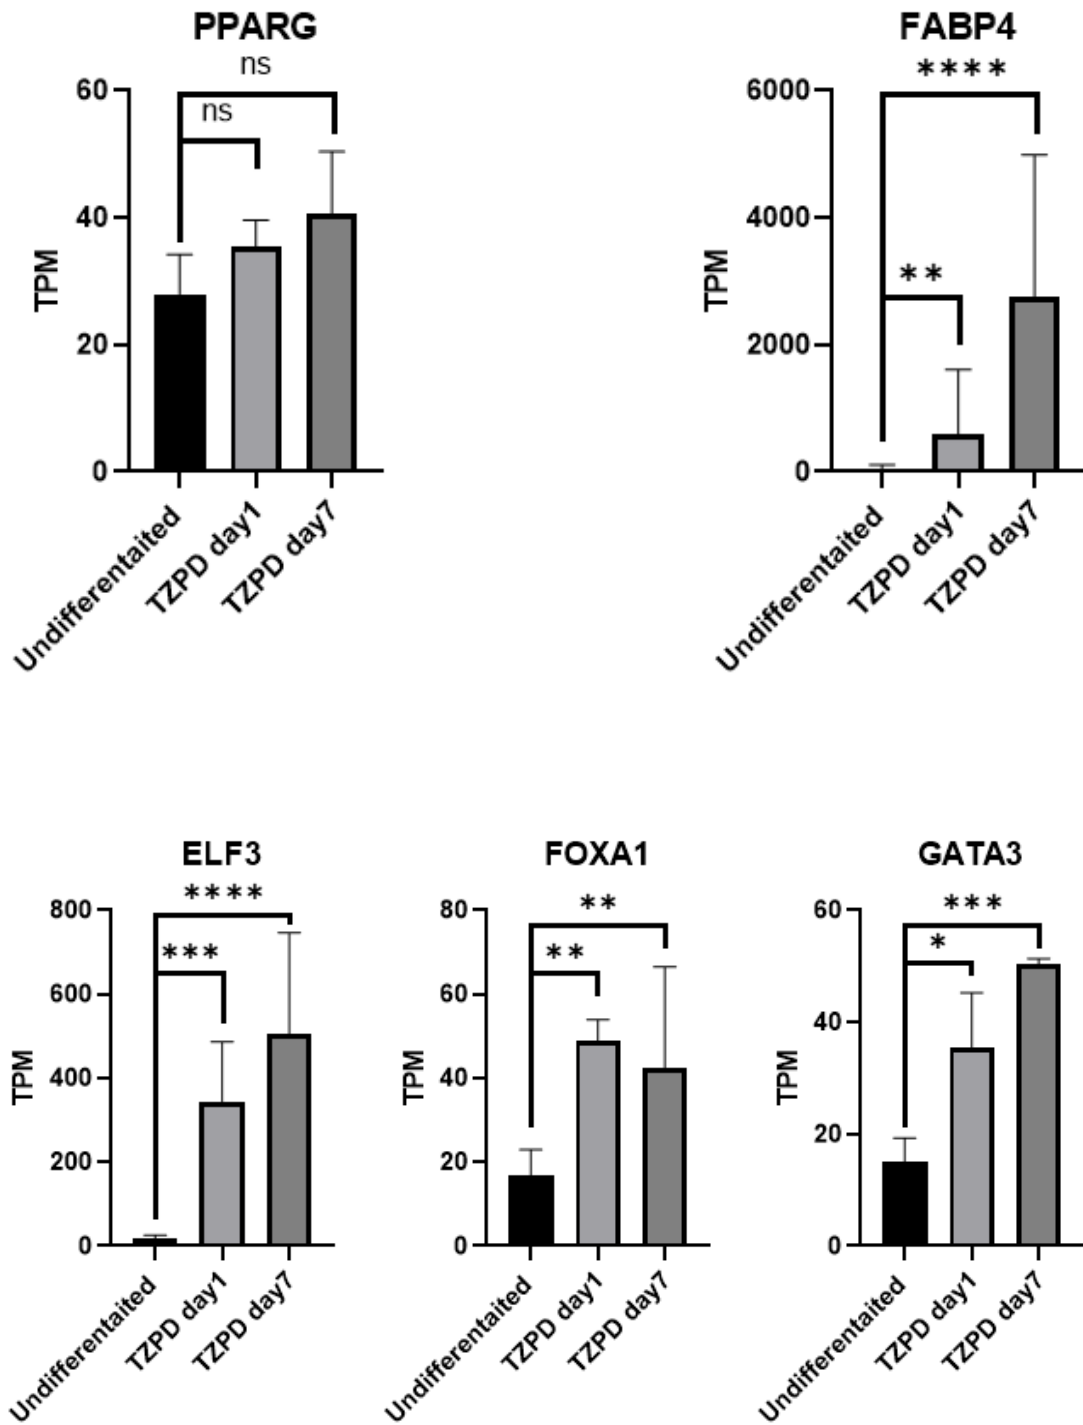 PPARG
ns
ns
60
40
20
0
TPM
Undifferentaited
TZPD day1
TZPD day7
FABP4
****
**
6000
4000
2000
0
TPM
Undifferentaited
TZPD day1
TZPD day7
ELF3
****
***
800
600
400
200
0
TPM
Undifferentaited
TZPD day1
TZPD day7
FOXA1
**
**
80
60
40
20
0
TPM
Undifferentaited
TZPD day1
TZPD day7
GATA3
***
*
60
40
20
0
TPM
Undifferentaited
TZPD day1
TZPD day7